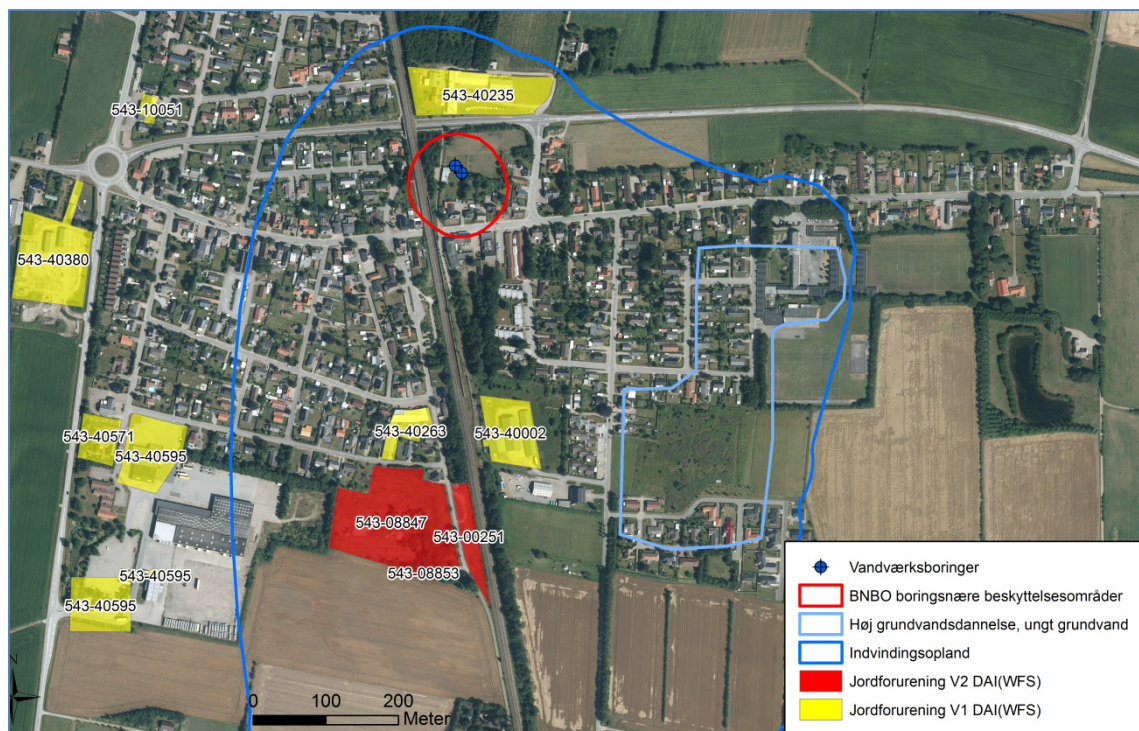 543-40235
543-10051
543-40380
543-40571
543-40595
543-40263
543-40002
543-08847
543-00251
543-08853
543-40595
543-40595
0 100 200
Meter
Z
Vandværksboringer
BNBO boringsnære beskyttelsesområder
Høj grundvandsdannelse, ungt grundvand
Indvindingsopland
Jordforurening V2 DAI(WFS)
Jordforurening V1 DAI(WFS)